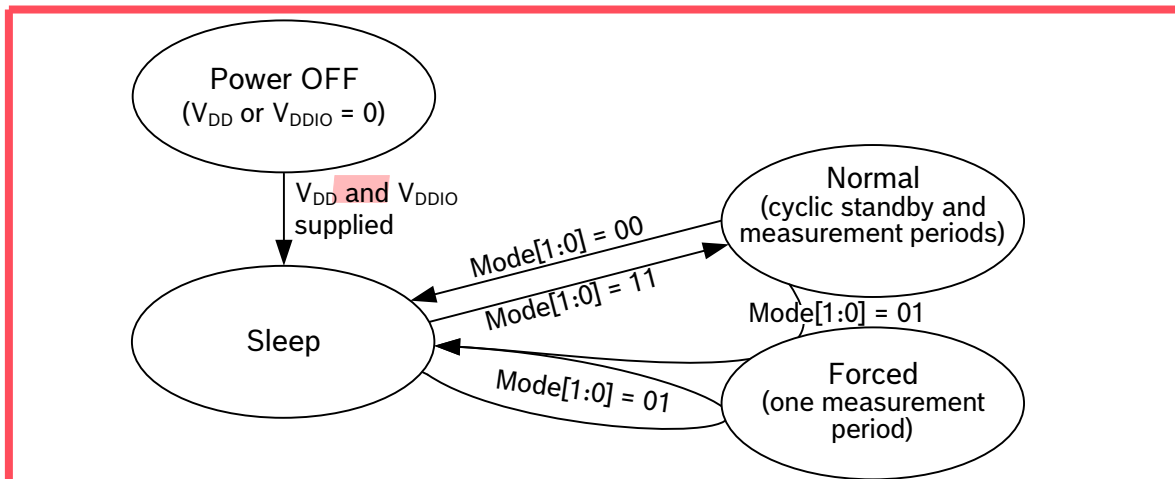 Power OFF
(VDD or VDDIO = 0)
VDD and VDDIO
supplied
Normal
(cyclic standby and
measurement periods)
Mode[1:0] = 00
Mode[1:0] = 11
Mode[1:0] = 01
Sleep
Forced
(one measurement
period)
Mode[1:0] = 01